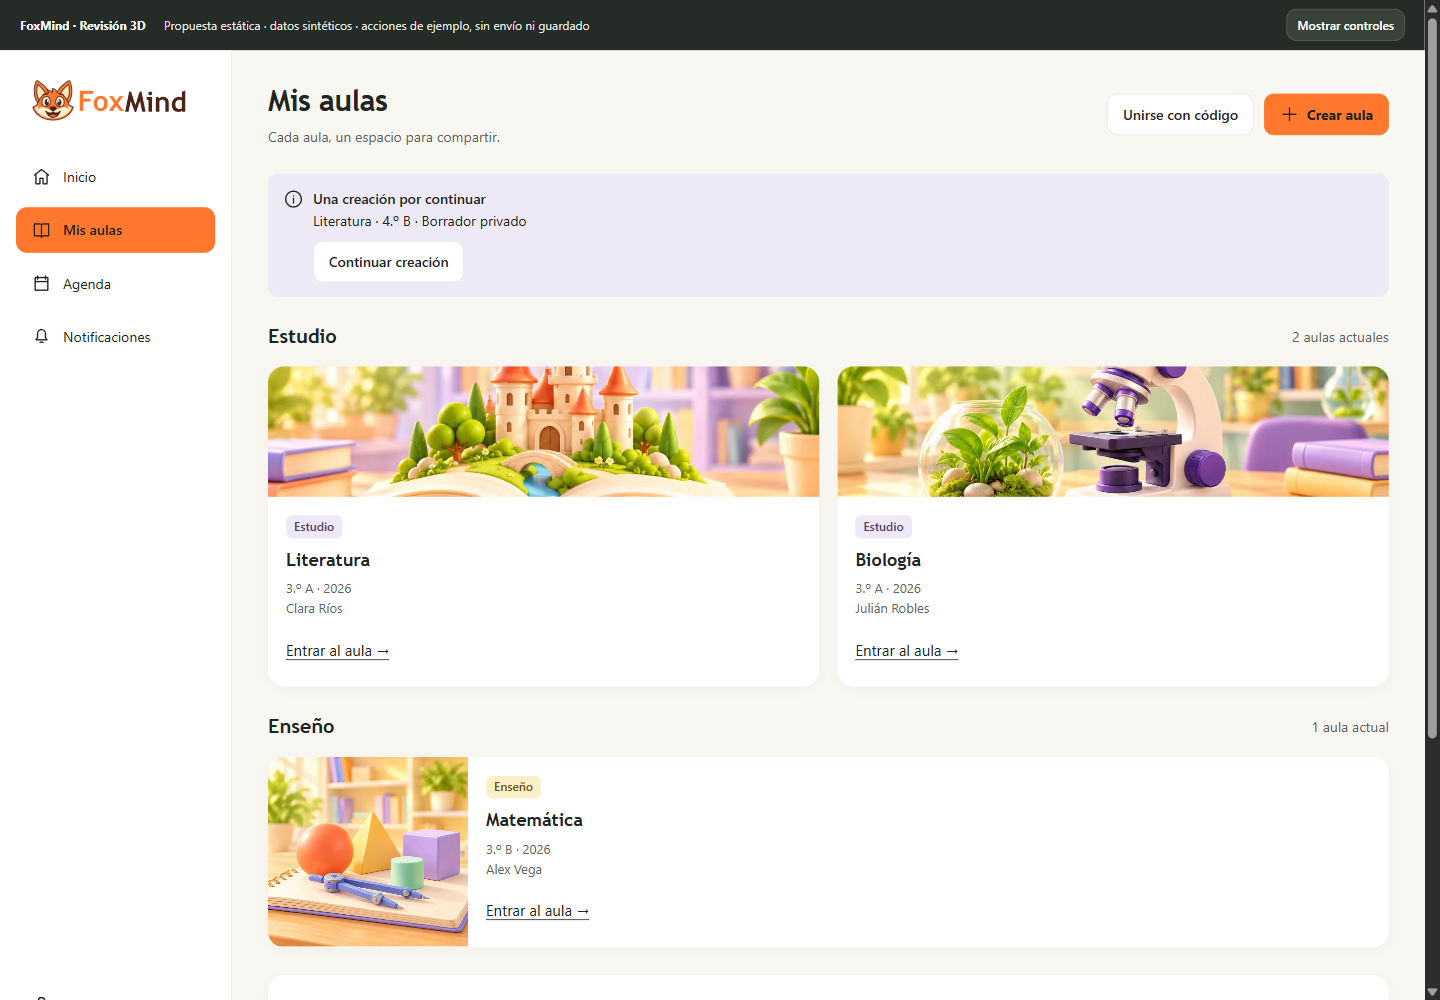 FoxMind · Revisión 3D
Propuesta estática · datos sintéticos · acciones de ejemplo, sin envío ni guardado
Mostrar controles
FoxMind
Inicio
Mis aulas
Agenda
Notificaciones
Mis aulas
Cada aula, un espacio para compartir.
Unirse con código
Crear aula
Una creación por continuar
Literatura · 4.º B · Borrador privado
Continuar creación
Estudio
2 aulas actuales
Estudio
Literatura
3.º A · 2026
Clara Ríos
Entrar al aula →
Estudio
Biología
3.º A · 2026
Julián Robles
Entrar al aula →
Enseño
1 aula actual
Enseño
Matemática
3.º B · 2026
Alex Vega
Entrar al aula →